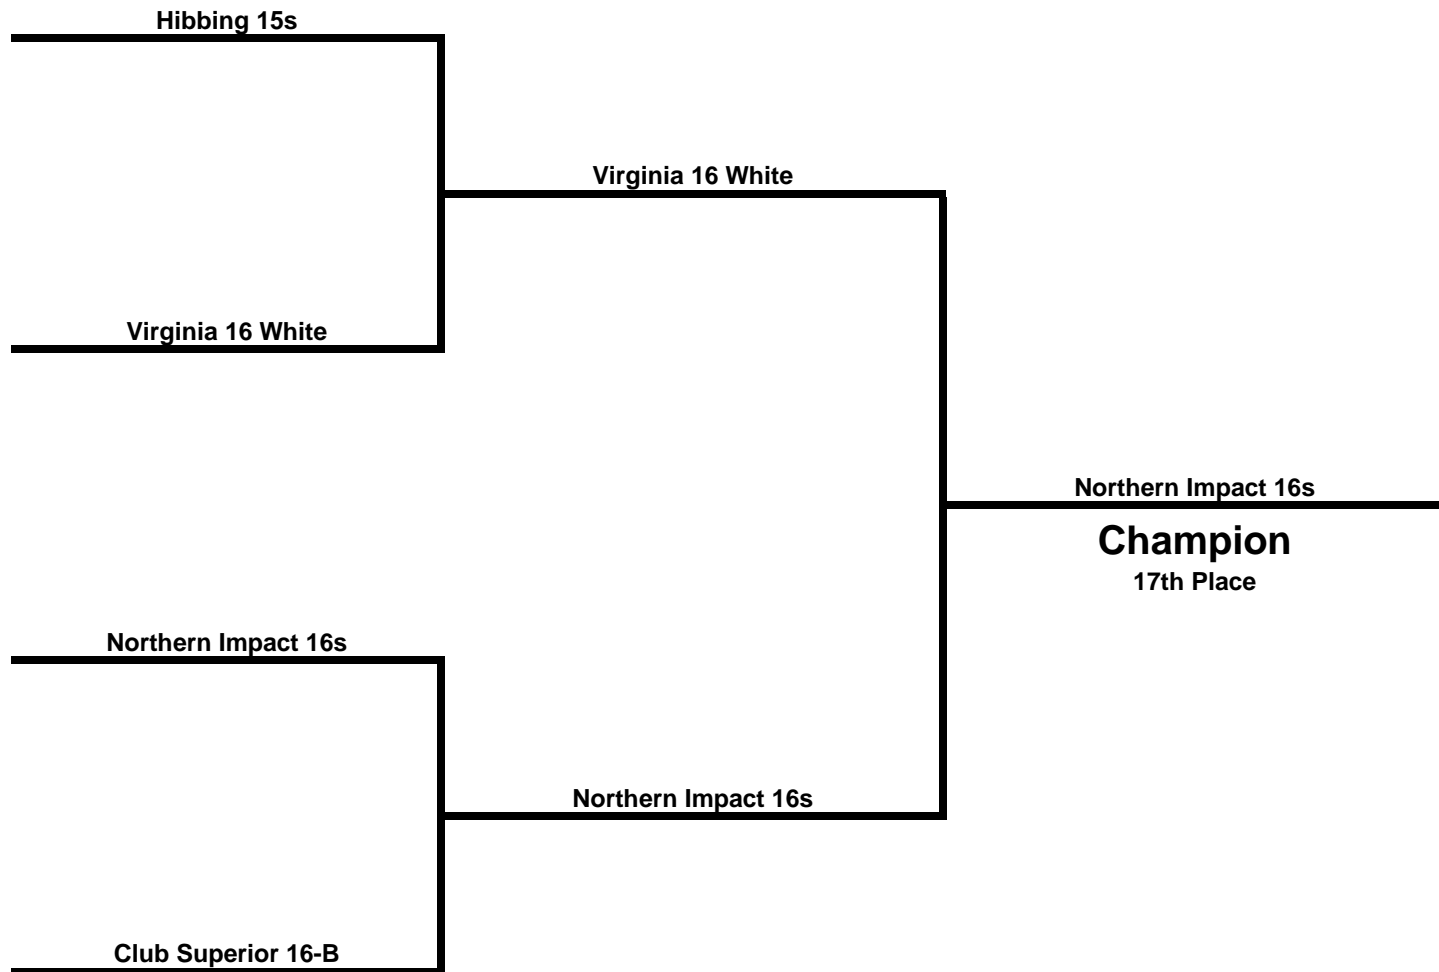 Hibbing 15s
Virginia 16 White
Virginia 16 White
Northern Impact 16s
Champion
17th Place
Northern Impact 16s
Northern Impact 16s
Club Superior 16-B